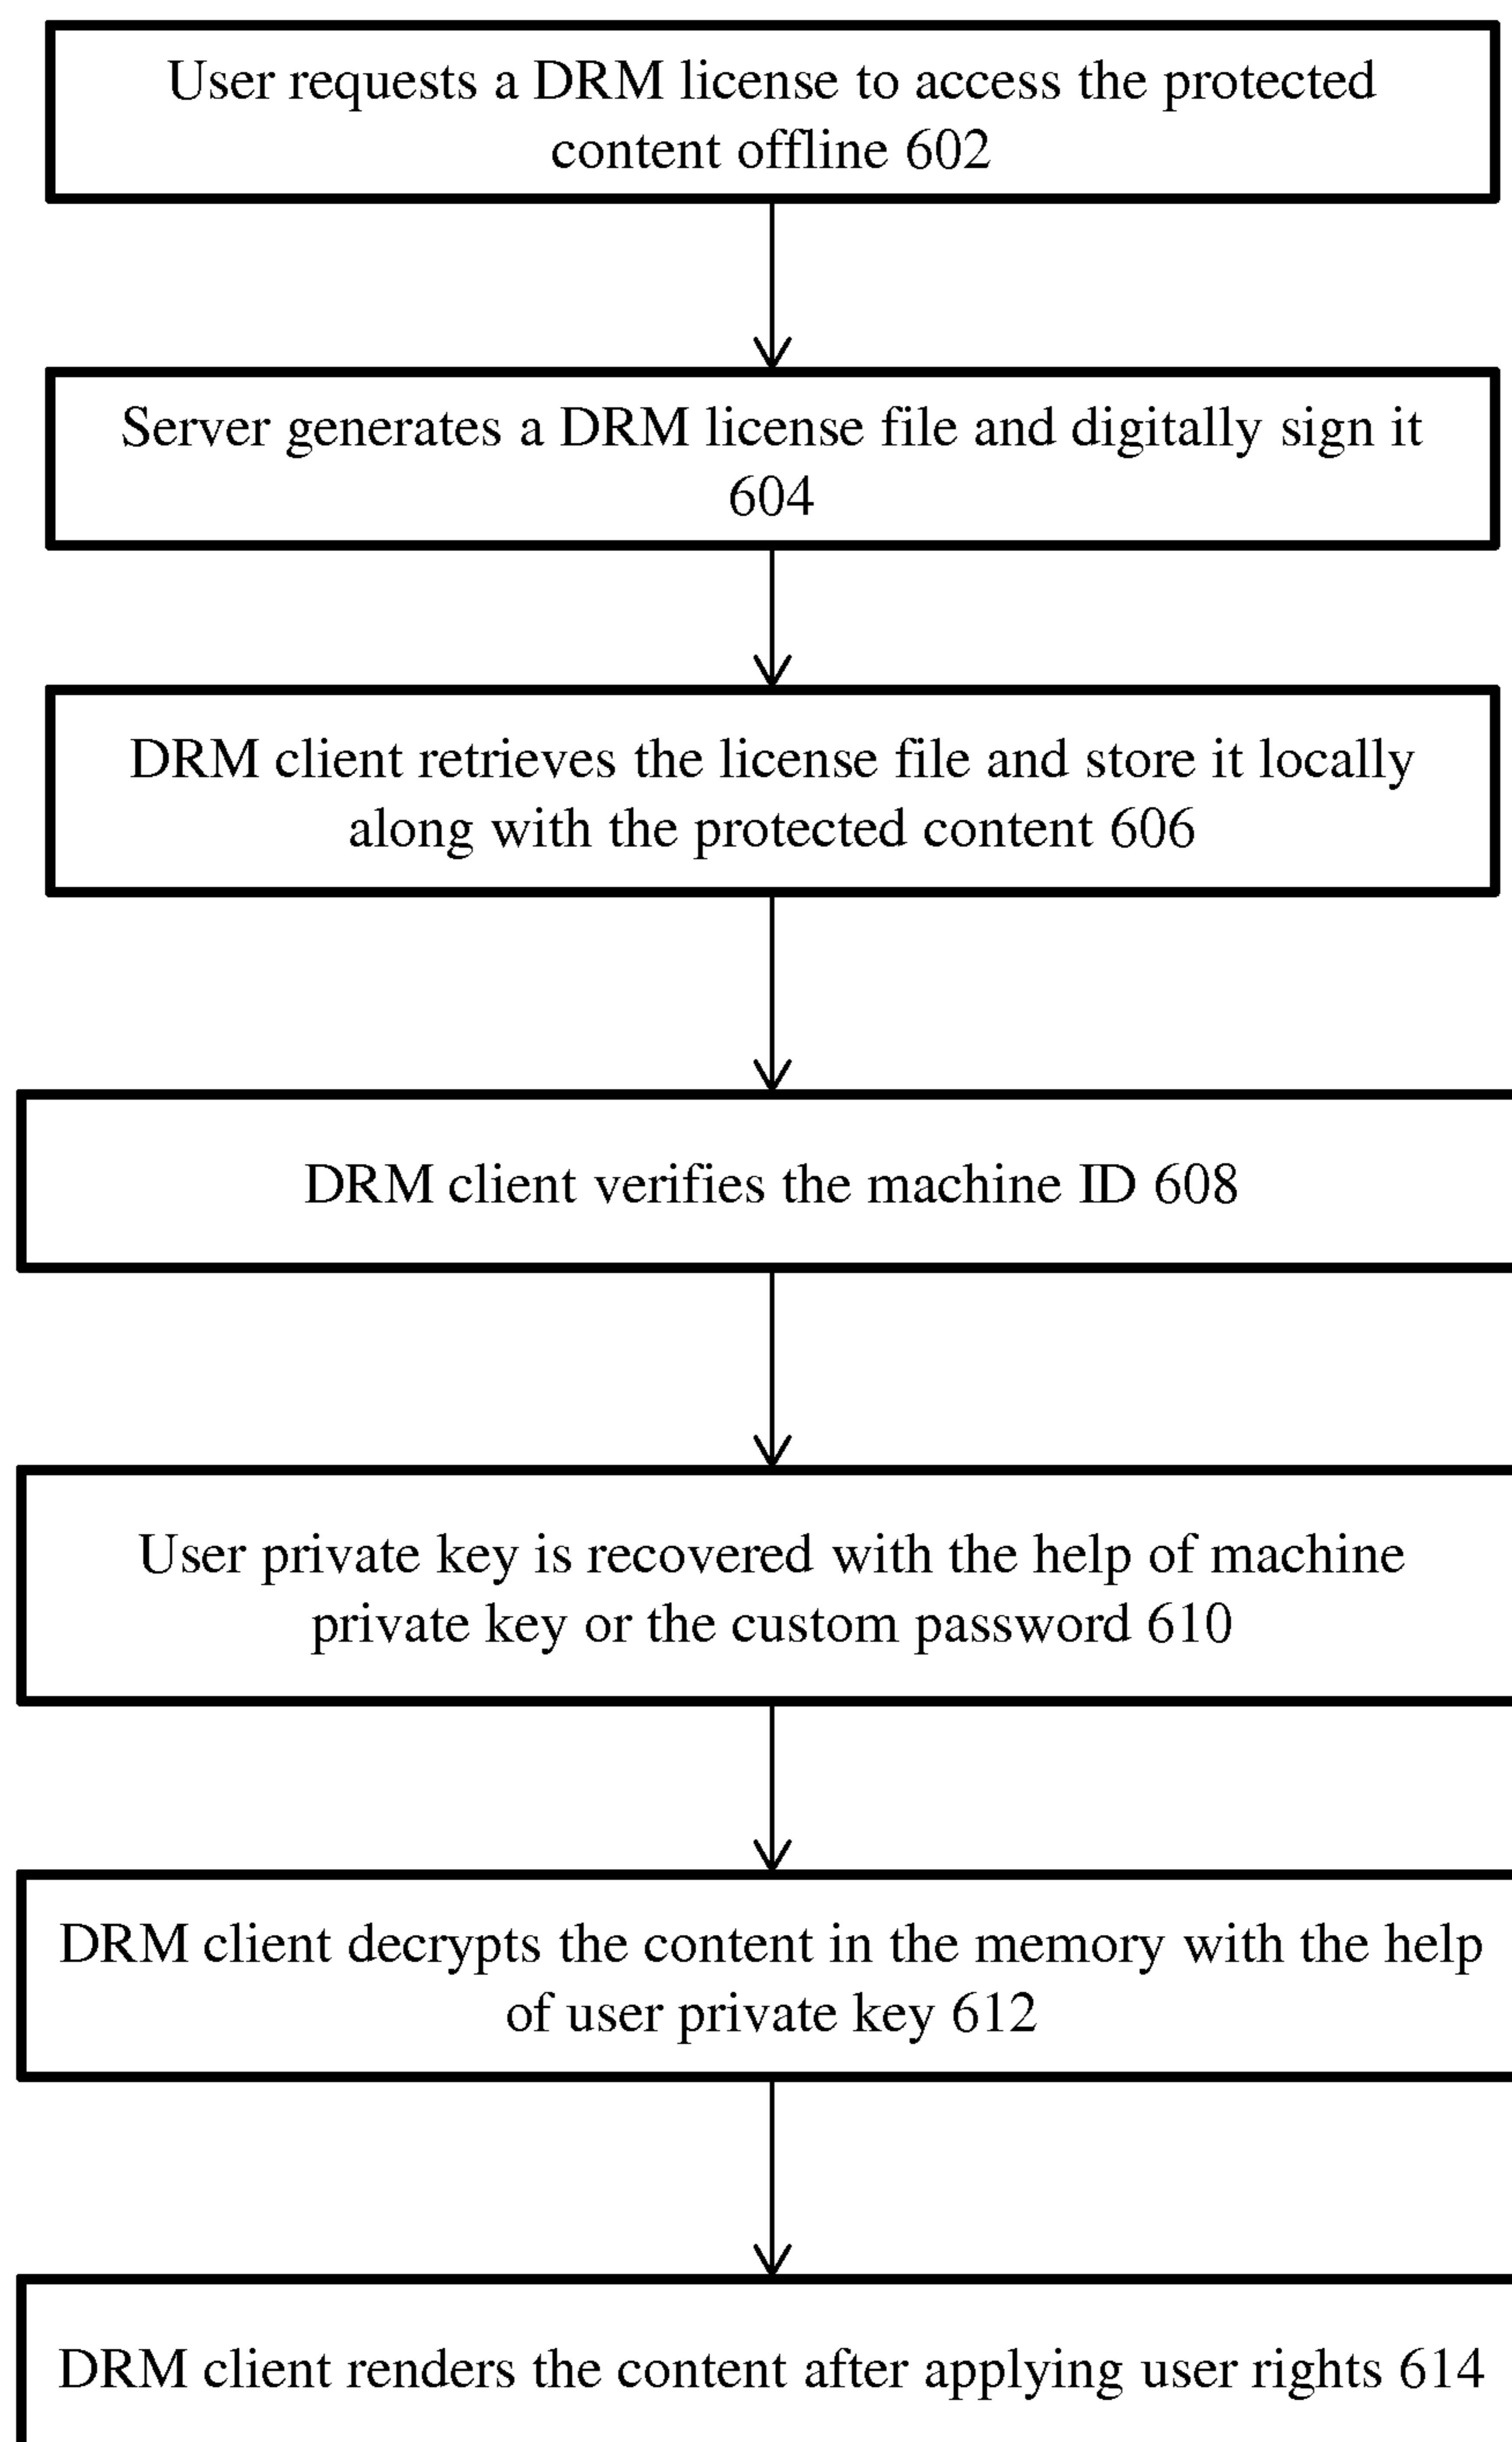 User requests a DRM license to access the protected
content offline 602
Server generates a DRM license file and digitally sign it
604
DRM client retrieves the license file and store it locally
along with the protected content 606
DRM client verifies the machine ID 608
User private key is recovered with the help of machine
private key or the custom password 610
DRM client decrypts the content in the memory with the help
of user private key 612
DRM client renders the content after applying user rights 614